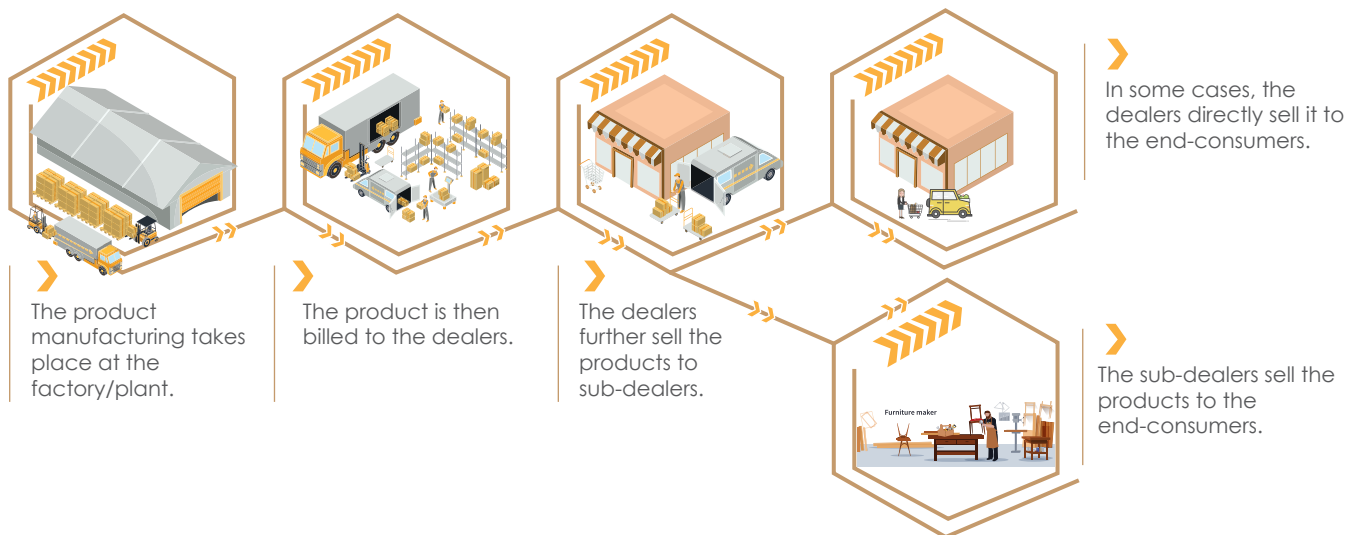 In some cases, the
dealers directly sell it to
the end-consumers.
The product
manufacturing takes
place at the
factory/plant.
The product is then
billed to the dealers.
The dealers
further sell the
products to
sub-dealers.
Furniture maker
The sub-dealers sell the
products to the
end-consumers.